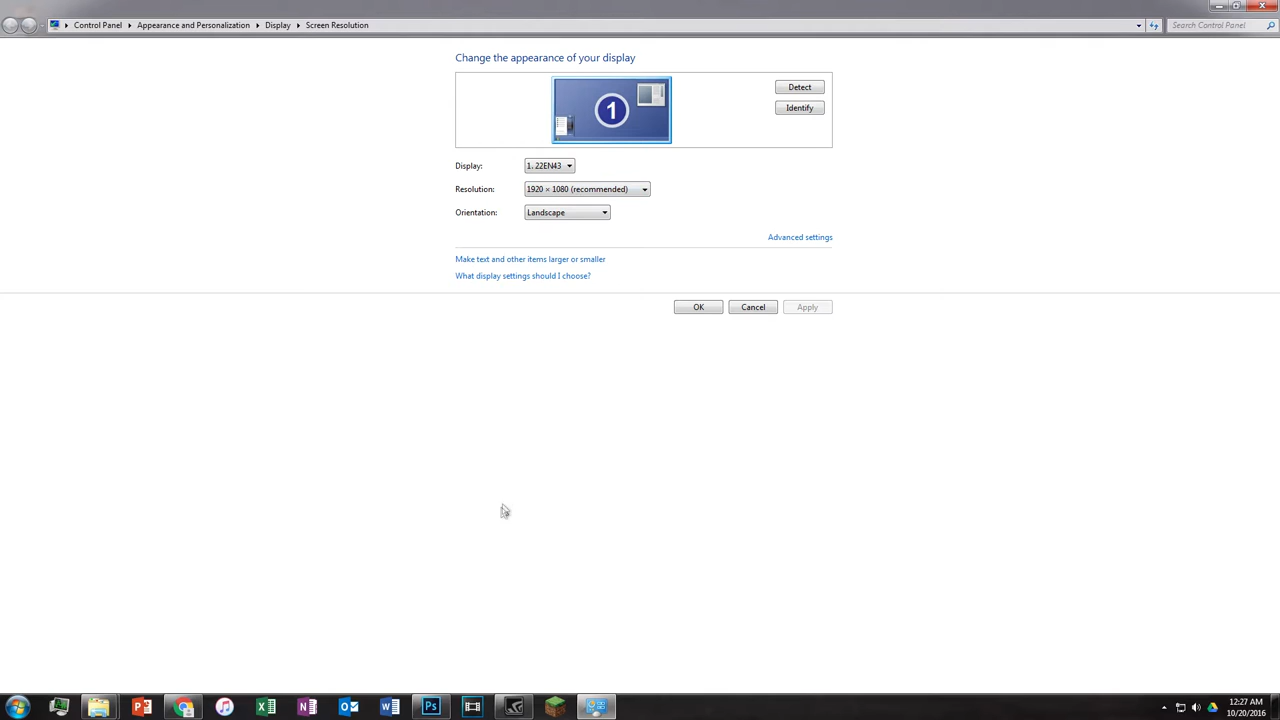 Control Panel Appearance and Personalization Display Screen Resolution
Search Control Panel
Change the appearance of your display
1
Detect
Identify
Display: 1. 22EN43
Resolution: 1920 × 1080 (recommended)
Orientation: Landscape
Advanced settings
Make text and other items larger or smaller
What display settings should I choose?
OK Cancel Apply
Ps
12:27 AM
10/20/2016